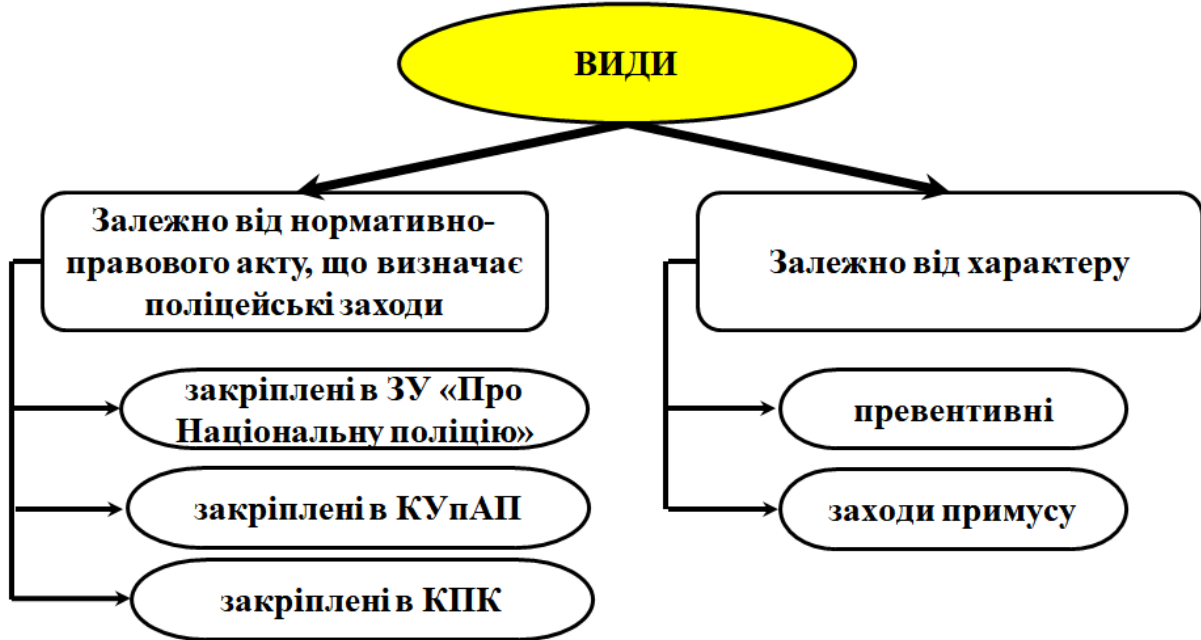 ВИДИ
Залежно від нормативно-
правового акту, що визначає
поліцейські заходи
закріплені в ЗУ «Про
Національну поліцію»
закріплені в КУпАП
закріплені в КПК
Залежно від характеру
превентивні
заходи примусу